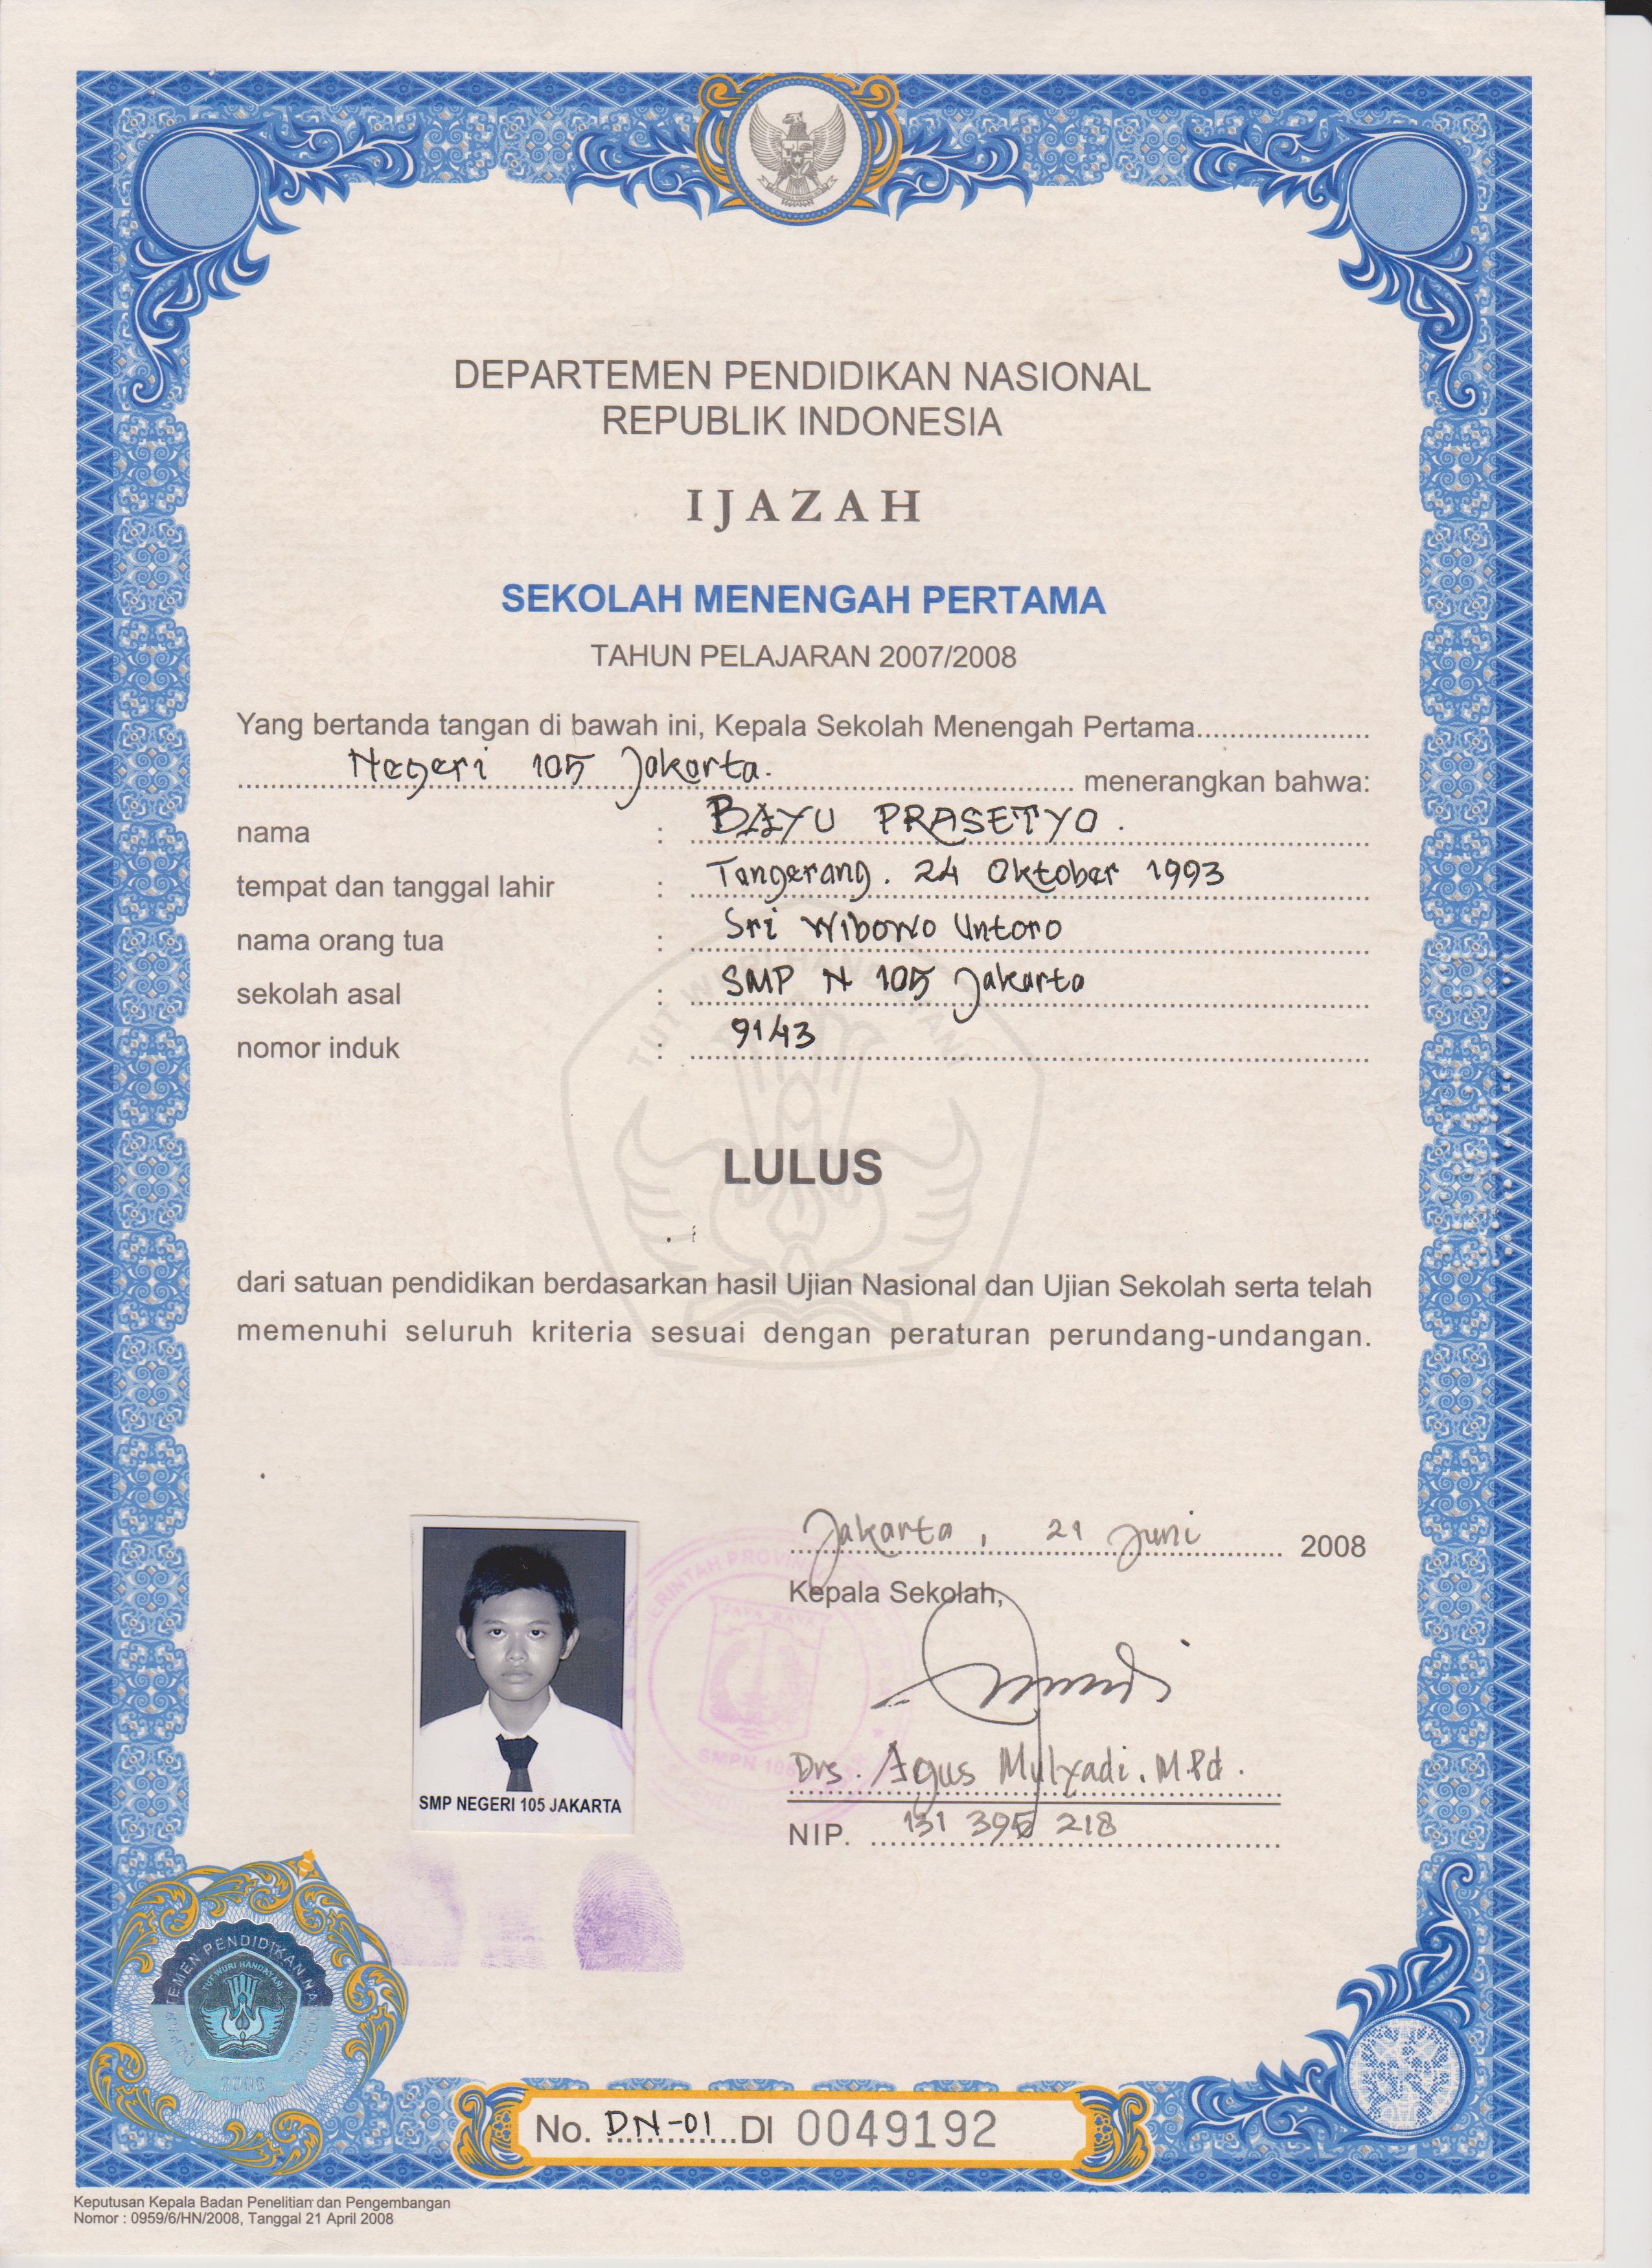 DEPARTEMEN PENDIDIKAN NASIONAL
REPUBLIK INDONESIA
IJAZAH
SEKOLAH MENENGAH PERTAMA
TAHUN PELAJARAN 2007/2008
Yang bertanda tangan di bawah ini, Kepala Sekolah Menengah Pertama.....................
Negeri 105 Jakarta. menerangkan bahwa:
nama : BAYU PRASETYO.
tempat dan tanggal lahir : Tangerang. 24 Oktober 1993
nama orang tua : Sri Wibowo Untoro
sekolah asal : SMP N 105 Jakarta
nomor induk : 9143
LULUS
dari satuan pendidikan berdasarkan hasil Ujian Nasional dan Ujian Sekolah serta telah
memenuhi seluruh kriteria sesuai dengan peraturan perundang-undangan.
Jakarta, 21 Juni 2008
Kepala Sekolah,
Drs. Agus Mulyadi. MPd.
NIP. 131 395 218
SMP NEGERI 105 JAKARTA
TUT WURI HANDAYANI
2008
No. DN-01 DI 0049192
Keputusan Kepala Badan Penelitian dan Pengembangan
Nomor : 0959/6/HN/2008, Tanggal 21 April 2008